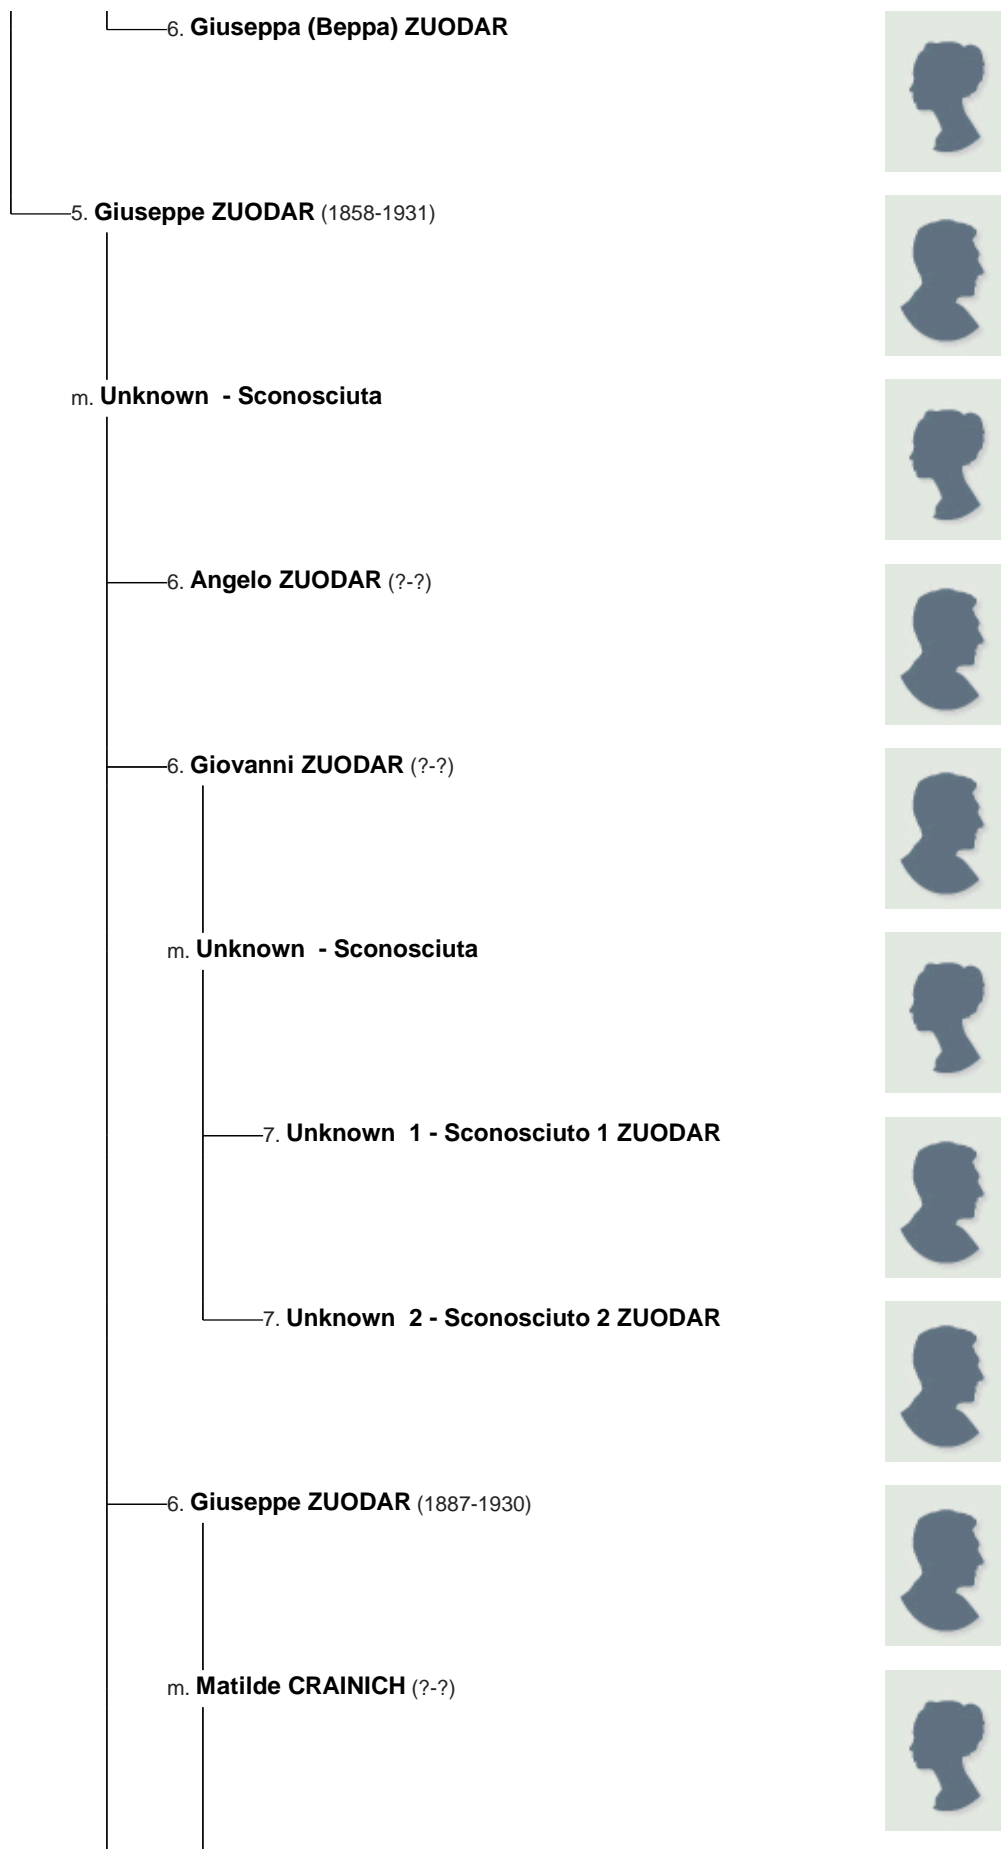 6. Giuseppa (Beppa) ZUODAR
5. Giuseppe ZUODAR (1858-1931)
m. Unknown - Sconosciuta
6. Angelo ZUODAR (?-?)
6. Giovanni ZUODAR (?-?)
m. Unknown - Sconosciuta
7. Unknown 1 - Sconosciuto 1 ZUODAR
7. Unknown 2 - Sconosciuto 2 ZUODAR
6. Giuseppe ZUODAR (1887-1930)
m. Matilde CRAINICH (?-?)